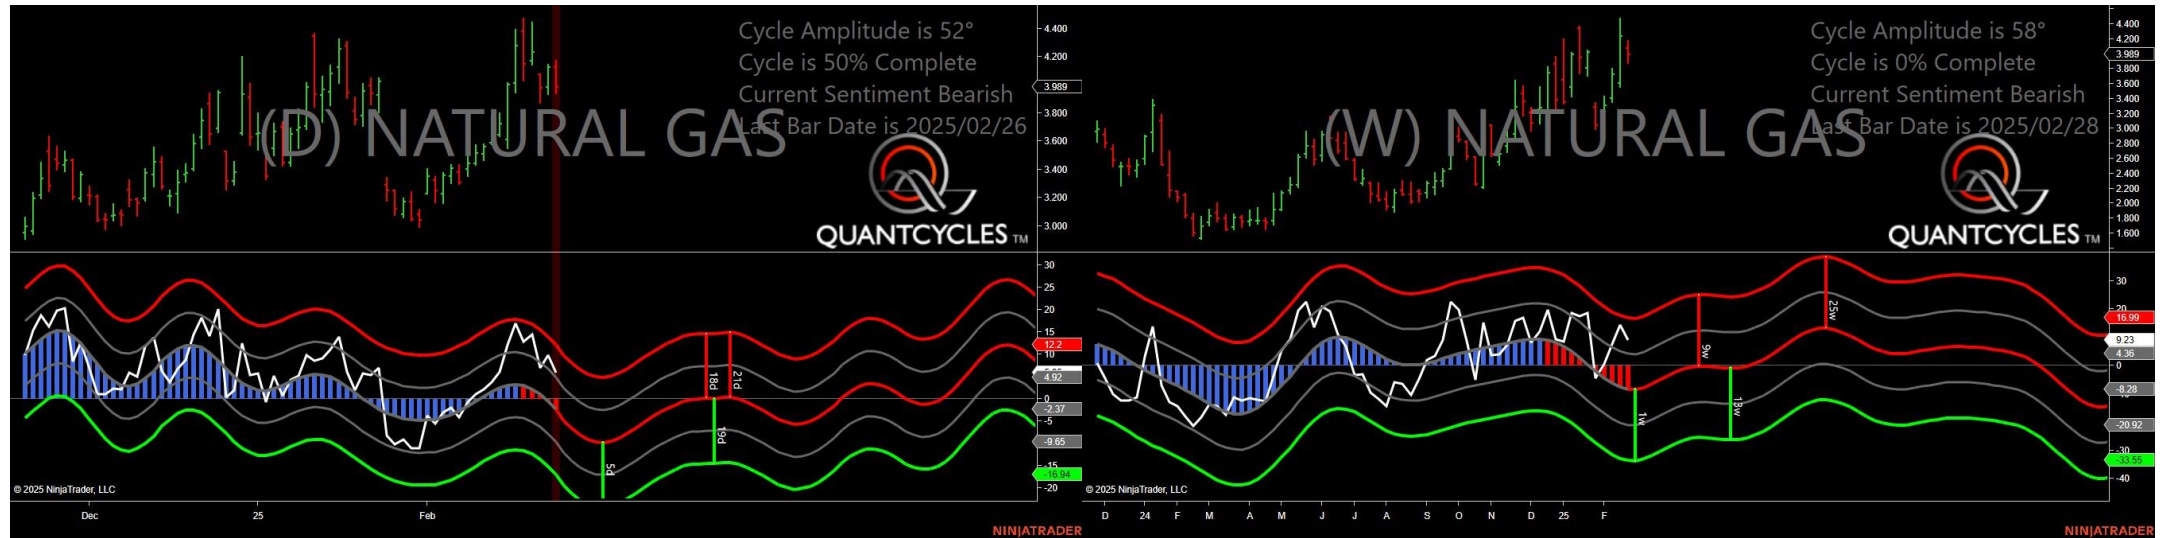 Cycle Amplitude is 52°
Cycle is 50% Complete
Current Sentiment Bearish
Last Bar Date is 2025/02/26
(D) NATURAL GAS
QUANTCYCLES TM
4.400
4.200
3.989
3.800
3.600
3.400
3.200
3.000
30
25
20
15
12.2
10
4.92
0
-2.37
-5
-9.65
-15
-16.94
-20
18d
21d
19d
5d
© 2025 NinjaTrader, LLC
Dec 25 Feb
NINJATRADER
Cycle Amplitude is 58°
Cycle is 0% Complete
Current Sentiment Bearish
Last Bar Date is 2025/02/28
(W) NATURAL GAS
QUANTCYCLES TM
4.400
4.200
3.989
3.800
3.600
3.400
3.200
3.000
2.800
2.600
2.400
2.200
2.000
1.800
1.600
30
20
16.99
9.23
4.36
0
-8.28
-20.92
-30
-33.55
-40
25w
9w
13w
1w
© 2025 NinjaTrader, LLC
D 24 F M A M J J A S O N D 25 F
NINJATRADER